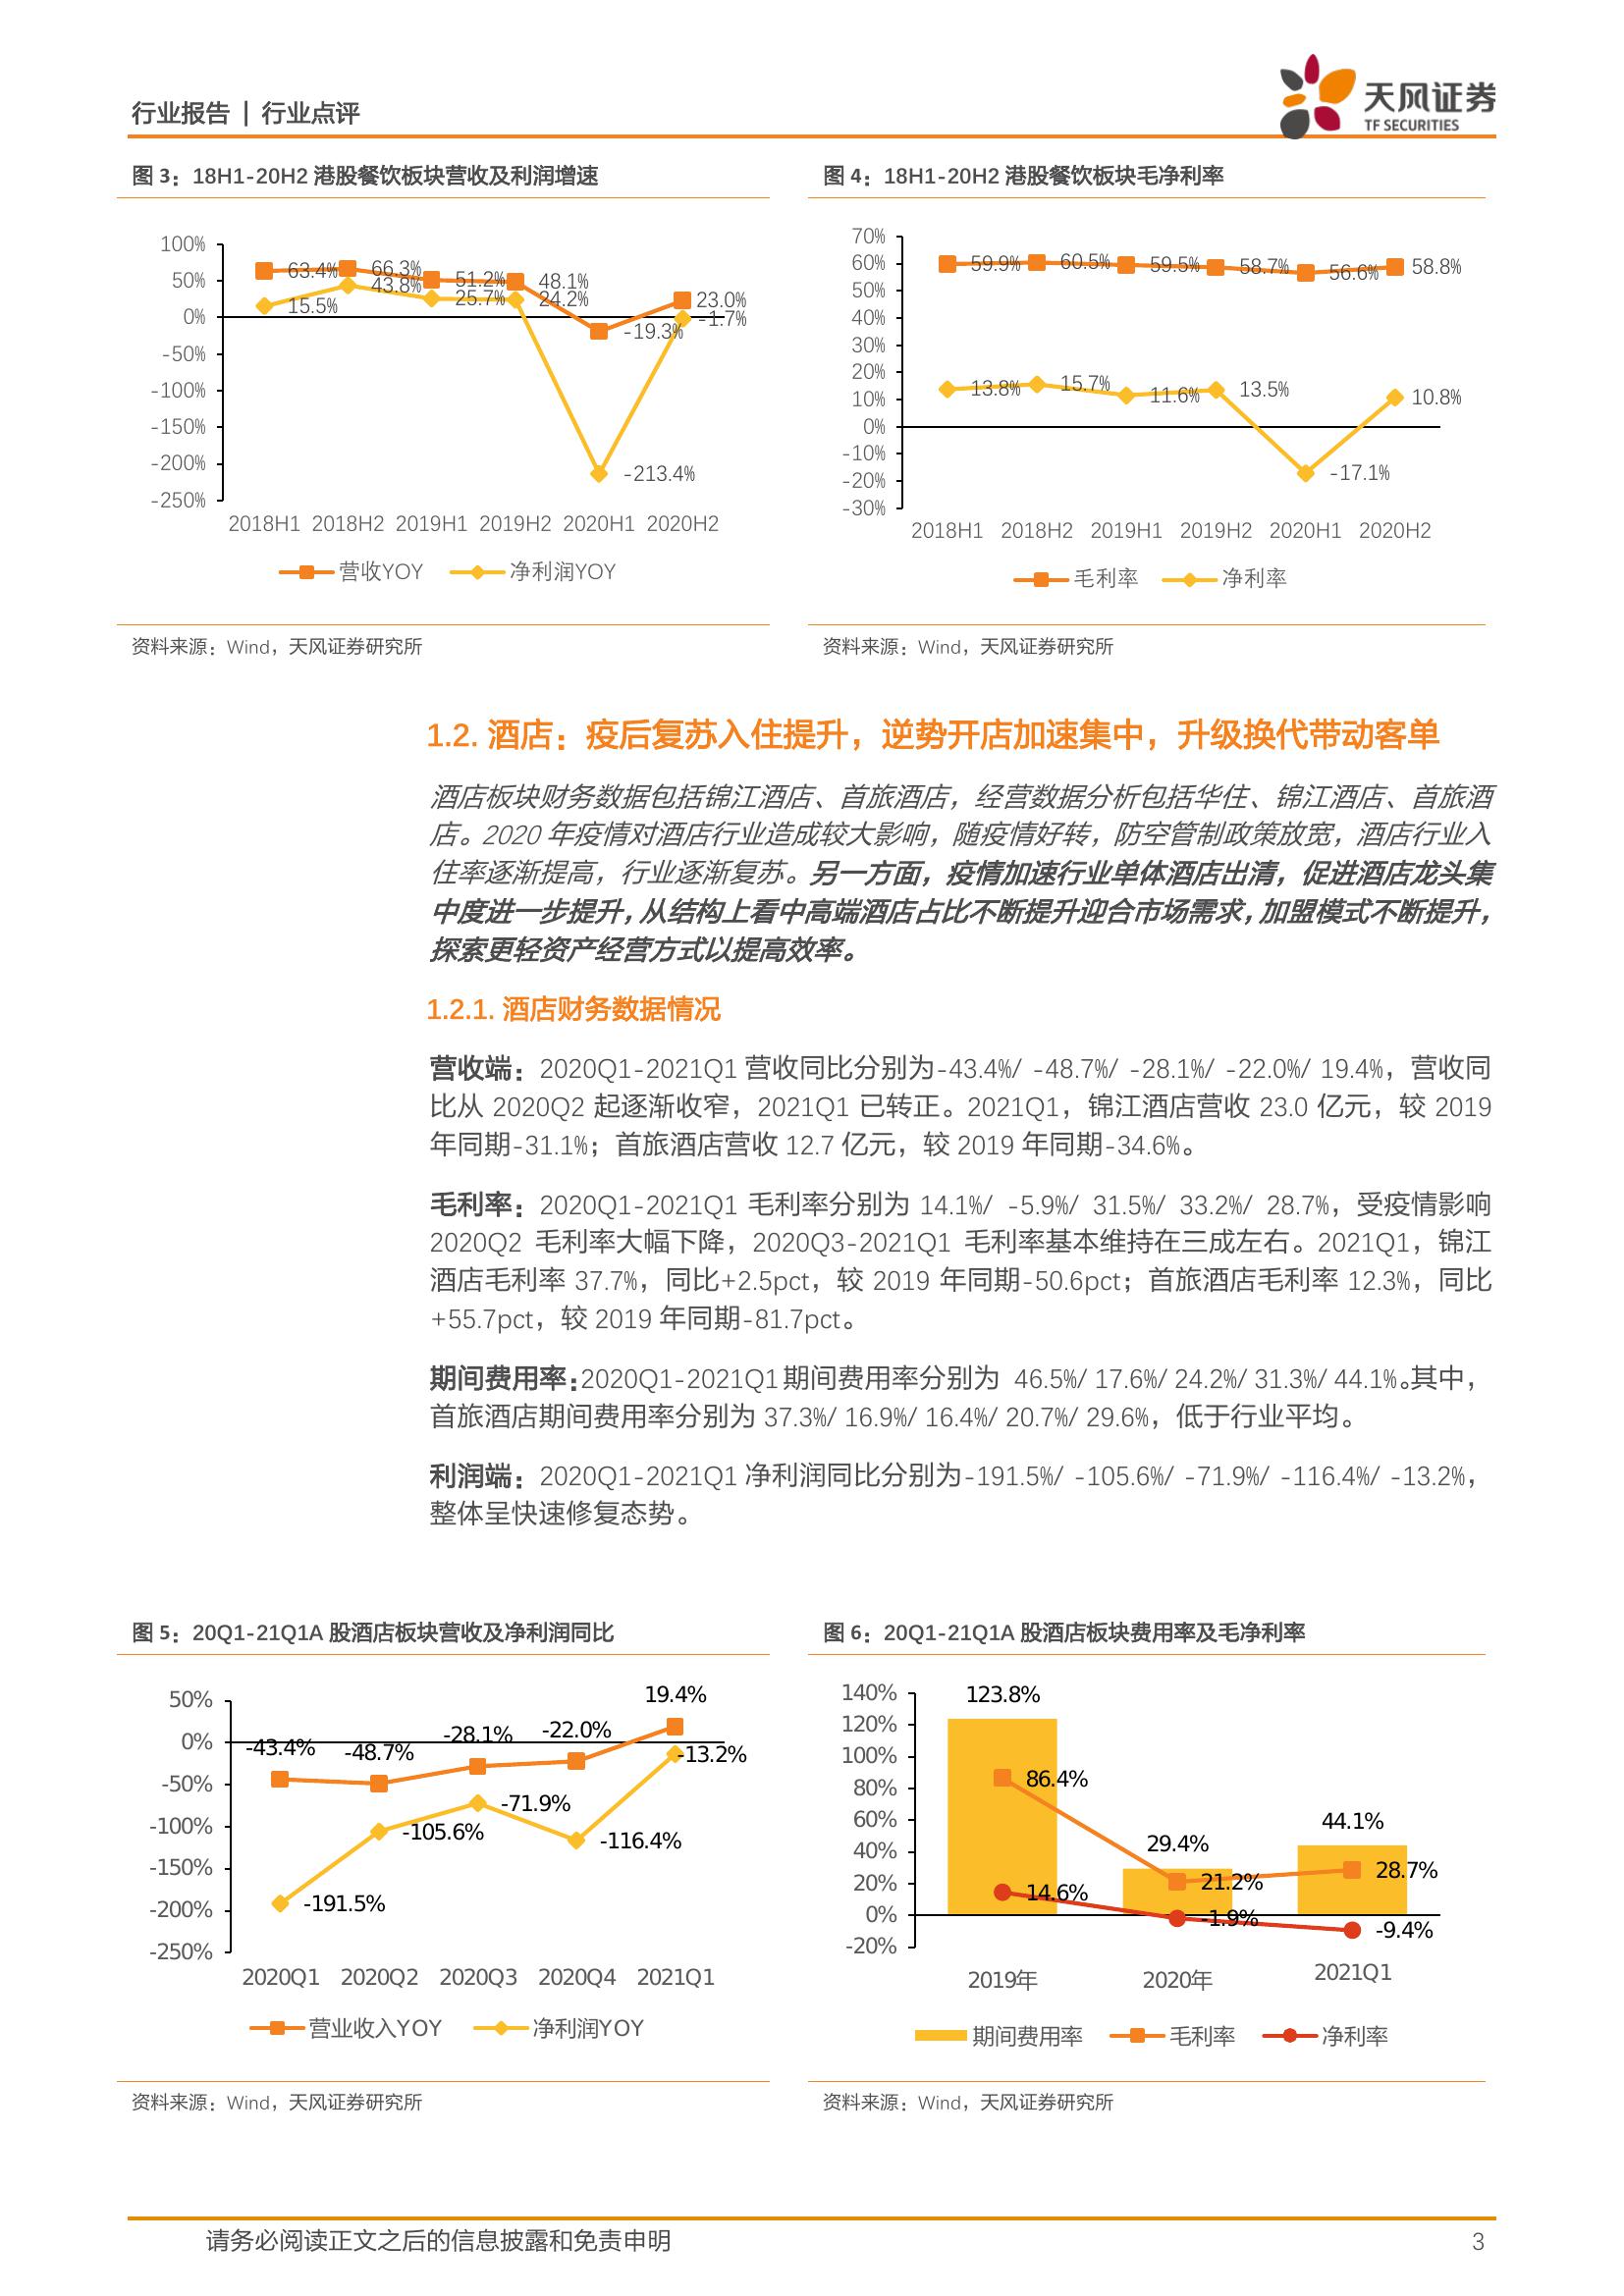 行业报告 | 行业点评
天风证券
TF SECURITIES
图 3：18H1-20H2 港股餐饮板块营收及利润增速
100%
50%
0%
-50%
-100%
-150%
-200%
-250%
63.4%
66.3%
51.2%
48.1%
-19.3%
23.0%
15.5%
43.8%
25.7%
24.2%
-213.4%
-1.7%
2018H1 2018H2 2019H1 2019H2 2020H1 2020H2
营收YOY 净利润YOY
资料来源：Wind，天风证券研究所
图 4：18H1-20H2 港股餐饮板块毛净利率
70%
60%
50%
40%
30%
20%
10%
0%
-10%
-20%
-30%
59.9%
60.5%
59.5%
58.7%
56.6%
58.8%
13.8%
15.7%
11.6%
13.5%
-17.1%
10.8%
2018H1 2018H2 2019H1 2019H2 2020H1 2020H2
毛利率 净利率
资料来源：Wind，天风证券研究所
1.2. 酒店：疫后复苏入住提升，逆势开店加速集中，升级换代带动客单
酒店板块财务数据包括锦江酒店、首旅酒店，经营数据分析包括华住、锦江酒店、首旅酒
店。2020 年疫情对酒店行业造成较大影响，随疫情好转，防空管制政策放宽，酒店行业入
住率逐渐提高，行业逐渐复苏。另一方面，疫情加速行业单体酒店出清，促进酒店龙头集
中度进一步提升，从结构上看中高端酒店占比不断提升迎合市场需求，加盟模式不断提升，
探索更轻资产经营方式以提高效率。
1.2.1. 酒店财务数据情况
营收端：2020Q1-2021Q1 营收同比分别为-43.4%/ -48.7%/ -28.1%/ -22.0%/ 19.4%，营收同
比从 2020Q2 起逐渐收窄，2021Q1 已转正。2021Q1，锦江酒店营收 23.0 亿元，较 2019
年同期-31.1%；首旅酒店营收 12.7 亿元，较 2019 年同期-34.6%。
毛利率：2020Q1-2021Q1 毛利率分别为 14.1%/ -5.9%/ 31.5%/ 33.2%/ 28.7%，受疫情影响
2020Q2 毛利率大幅下降，2020Q3-2021Q1 毛利率基本维持在三成左右。2021Q1，锦江
酒店毛利率 37.7%，同比+2.5pct，较 2019 年同期-50.6pct；首旅酒店毛利率 12.3%，同比
+55.7pct，较 2019 年同期-81.7pct。
期间费用率：2020Q1-2021Q1期间费用率分别为 46.5%/ 17.6%/ 24.2%/ 31.3%/ 44.1%。其中，
首旅酒店期间费用率分别为 37.3%/ 16.9%/ 16.4%/ 20.7%/ 29.6%，低于行业平均。
利润端：2020Q1-2021Q1 净利润同比分别为-191.5%/ -105.6%/ -71.9%/ -116.4%/ -13.2%，
整体呈快速修复态势。
图 5：20Q1-21Q1A 股酒店板块营收及净利润同比
50%
0%
-50%
-100%
-150%
-200%
-250%
-43.4%
-48.7%
-28.1%
-22.0%
19.4%
-191.5%
-105.6%
-71.9%
-116.4%
-13.2%
2020Q1 2020Q2 2020Q3 2020Q4 2021Q1
营业收入YOY 净利润YOY
资料来源：Wind，天风证券研究所
图 6：20Q1-21Q1A 股酒店板块费用率及毛净利率
140%
120%
100%
80%
60%
40%
20%
0%
-20%
123.8%
29.4%
44.1%
86.4%
21.2%
28.7%
14.6%
-1.9%
-9.4%
2019年 2020年 2021Q1
期间费用率 毛利率 净利率
资料来源：Wind，天风证券研究所
请务必阅读正文之后的信息披露和免责申明
3